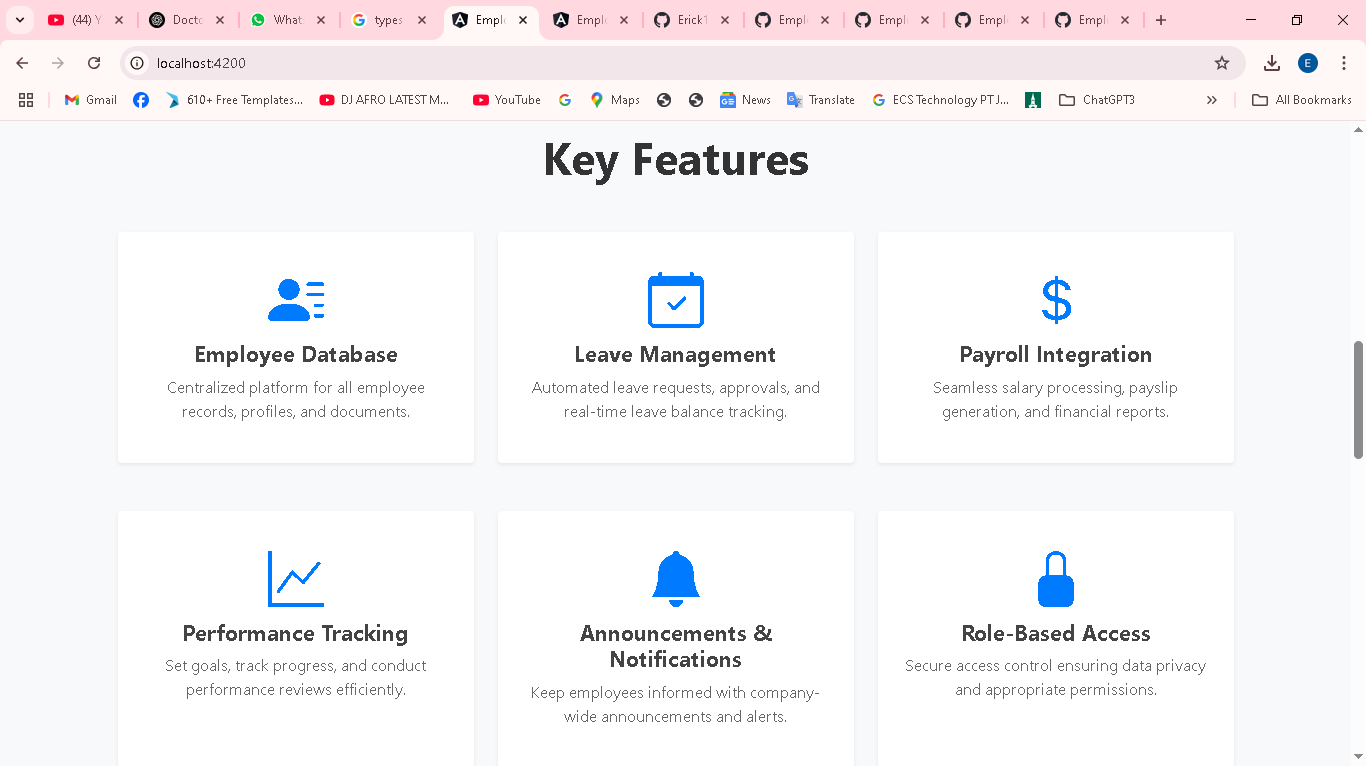 (44) Y
Docto
What
types
Empl
Empl
Erick1
Empl
Empl
Empl
Empl
localhost:4200
E
Gmail
610+ Free Templates...
DJ AFRO LATEST M...
YouTube
Maps
News
Translate
ECS Technology PT J...
ChatGPT3
All Bookmarks
Key Features
Employee Database
Centralized platform for all employee
records, profiles, and documents.
Leave Management
Automated leave requests, approvals, and
real-time leave balance tracking.
Payroll Integration
Seamless salary processing, payslip
generation, and financial reports.
Performance Tracking
Set goals, track progress, and conduct
performance reviews efficiently.
Announcements &
Notifications
Keep employees informed with company-
wide announcements and alerts.
Role-Based Access
Secure access control ensuring data privacy
and appropriate permissions.